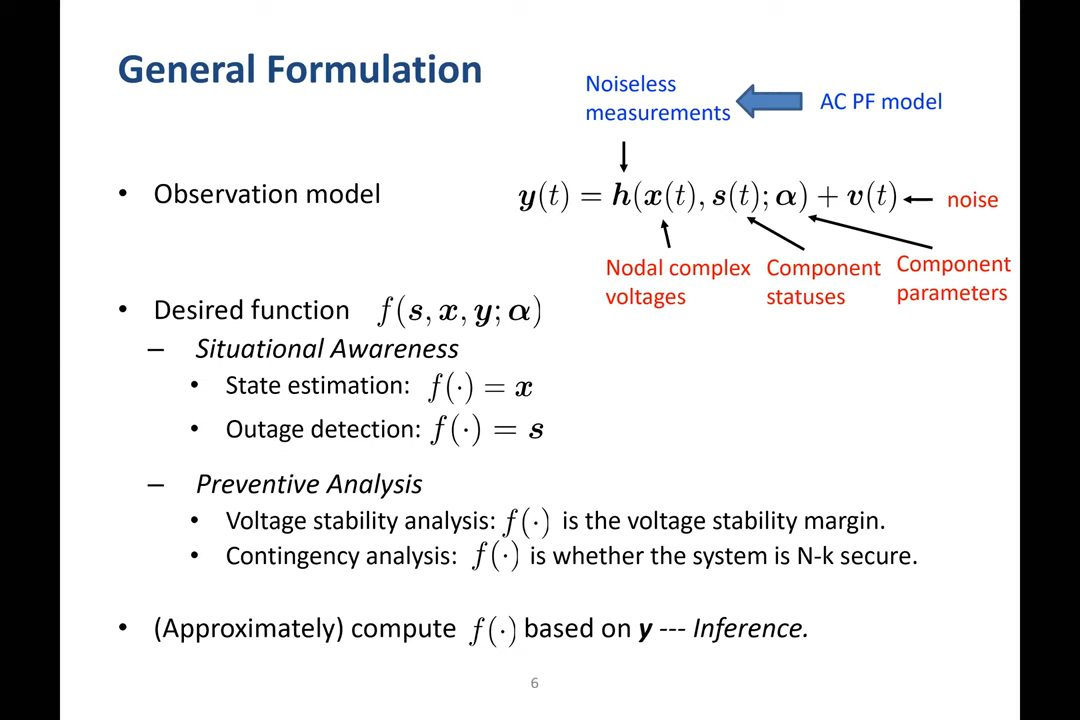 General Formulation
Noiseless
measurements
AC PF model
• Observation model
y(t) = h(x(t), s(t); α) + v(t)
noise
Nodal complex
voltages
Component
statuses
Component
parameters
• Desired function f(s, x, y; α)
– Situational Awareness
• State estimation: f(·) = x
• Outage detection: f(·) = s
– Preventive Analysis
• Voltage stability analysis: f(·) is the voltage stability margin.
• Contingency analysis: f(·) is whether the system is N-k secure.
• (Approximately) compute f(·) based on y --- Inference.
6